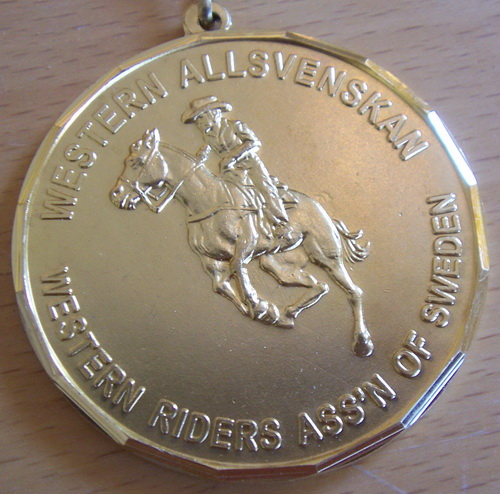 WESTERN ALLSVENSKAN
WESTERN RIDERS ASS'N OF SWEDEN